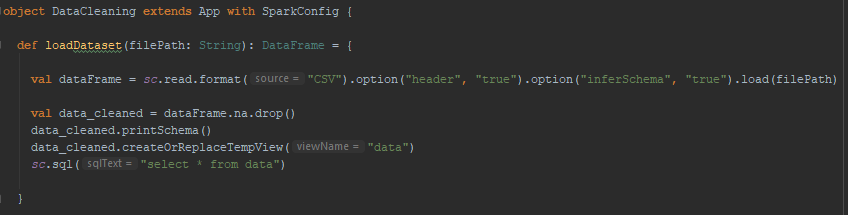 object DataCleaning extends App with SparkConfig {
def loadDataset(filePath: String): DataFrame = {
val dataFrame = sc.read.format( source = "CSV").option("header", "true").option("inferSchema", "true").load(filePath)
val data_cleaned = dataFrame.na.drop()
data_cleaned.printSchema()
data_cleaned.createOrReplaceTempView( viewName = "data")
sc.sql( sqlText = "select * from data")
}